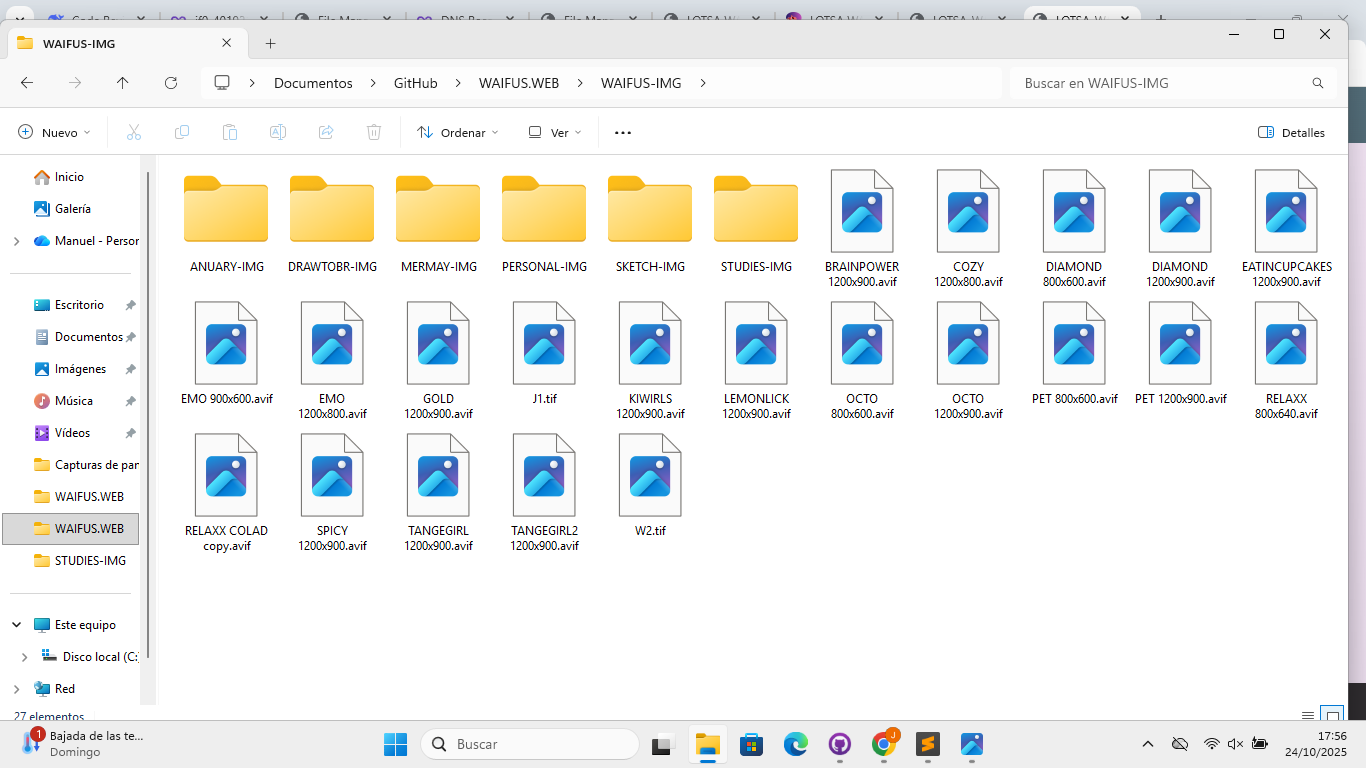 WAIFUS-IMG
Documentos
GitHub
WAIFUS.WEB
WAIFUS-IMG
Buscar en WAIFUS-IMG
Nuevo
Ordenar
Ver
Detalles
Inicio
Galería
Manuel - Persor
Escritorio
Documentos
Imágenes
Música
Vídeos
Capturas de par
WAIFUS.WEB
WAIFUS.WEB
STUDIES-IMG
Este equipo
Disco local (C:)
Red
27 elementos
ANUARY-IMG
DRAWTOBR-IMG
MERMAY-IMG
PERSONAL-IMG
SKETCH-IMG
STUDIES-IMG
BRAINPOWER
1200x900.avif
COZY
1200x800.avif
DIAMOND
800x600.avif
DIAMOND
1200x900.avif
EATINCUPCAKES
1200x900.avif
EMO 900x600.avif
EMO
1200x800.avif
GOLD
1200x900.avif
J1.tif
KIWIRLS
1200x900.avif
LEMONLICK
1200x900.avif
OCTO
800x600.avif
OCTO
1200x900.avif
PET 800x600.avif
PET 1200x900.avif
RELAXX
800x640.avif
RELAXX COLAD
copy.avif
SPICY
1200x900.avif
TANGEGIRL
1200x900.avif
TANGEGIRL2
1200x900.avif
W2.tif
1
Bajada de las te...
Domingo
Buscar
J
17:56
24/10/2025